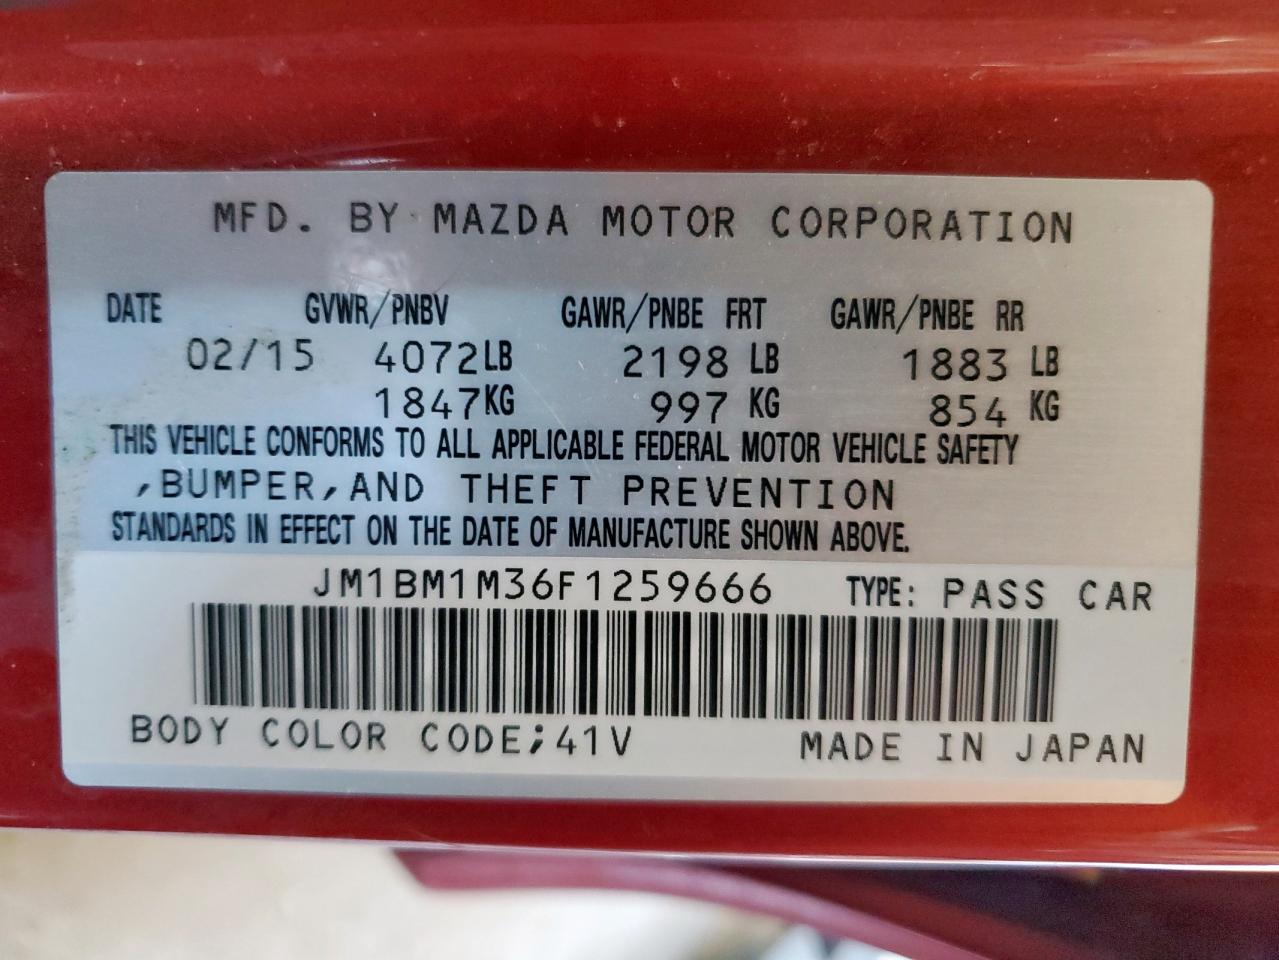 MFD. BY MAZDA MOTOR CORPORATION
DATE GVWR/PNBV GAWR/PNBE FRT GAWR/PNBE RR
02/15 4072LB 2198 LB 1883 LB
1847KG 997 KG 854 KG
THIS VEHICLE CONFORMS TO ALL APPLICABLE FEDERAL MOTOR VEHICLE SAFETY
,BUMPER,AND THEFT PREVENTION
STANDARDS IN EFFECT ON THE DATE OF MANUFACTURE SHOWN ABOVE.
JM1BM1M36F1259666 TYPE: PASS CAR
BODY COLOR CODE;41V MADE IN JAPAN